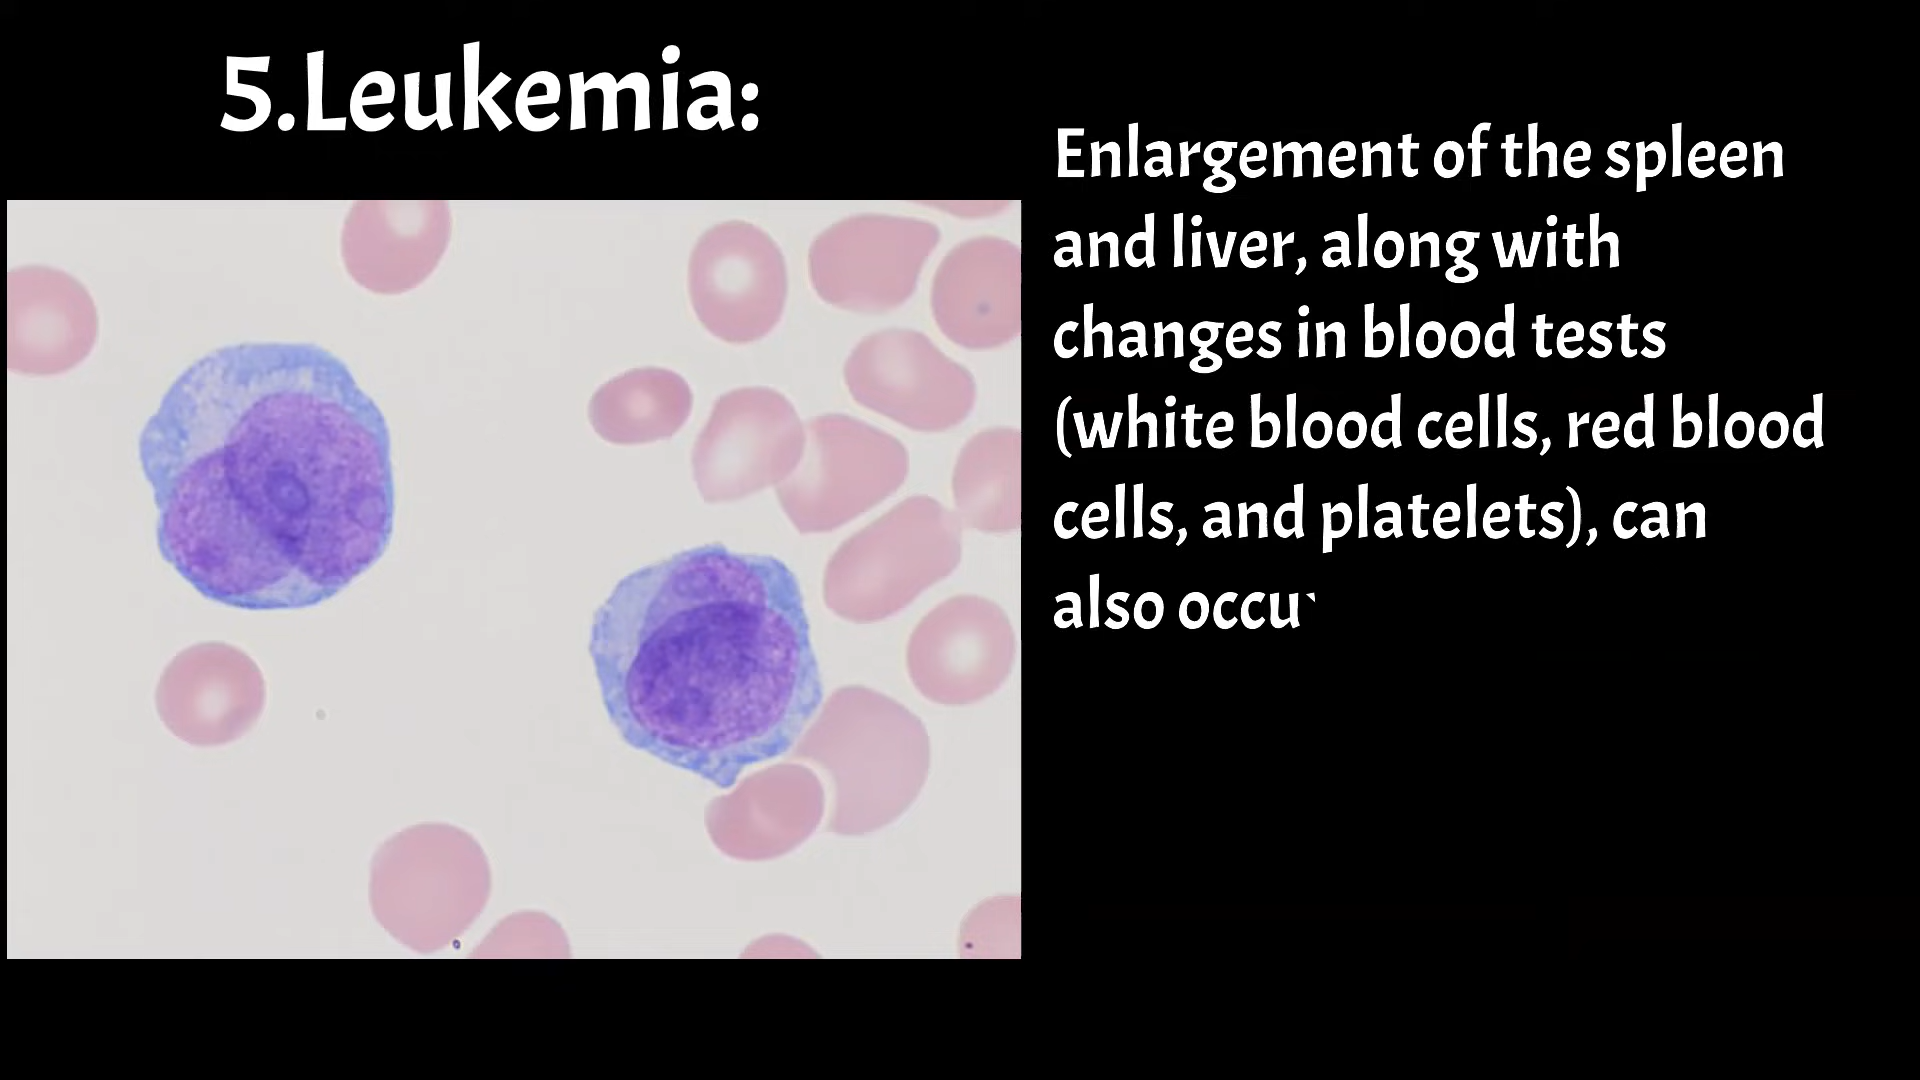 5.Leukemia:
Enlargement of the spleen
and liver, along with
changes in blood tests
(white blood cells, red blood
cells, and platelets), can
also occu